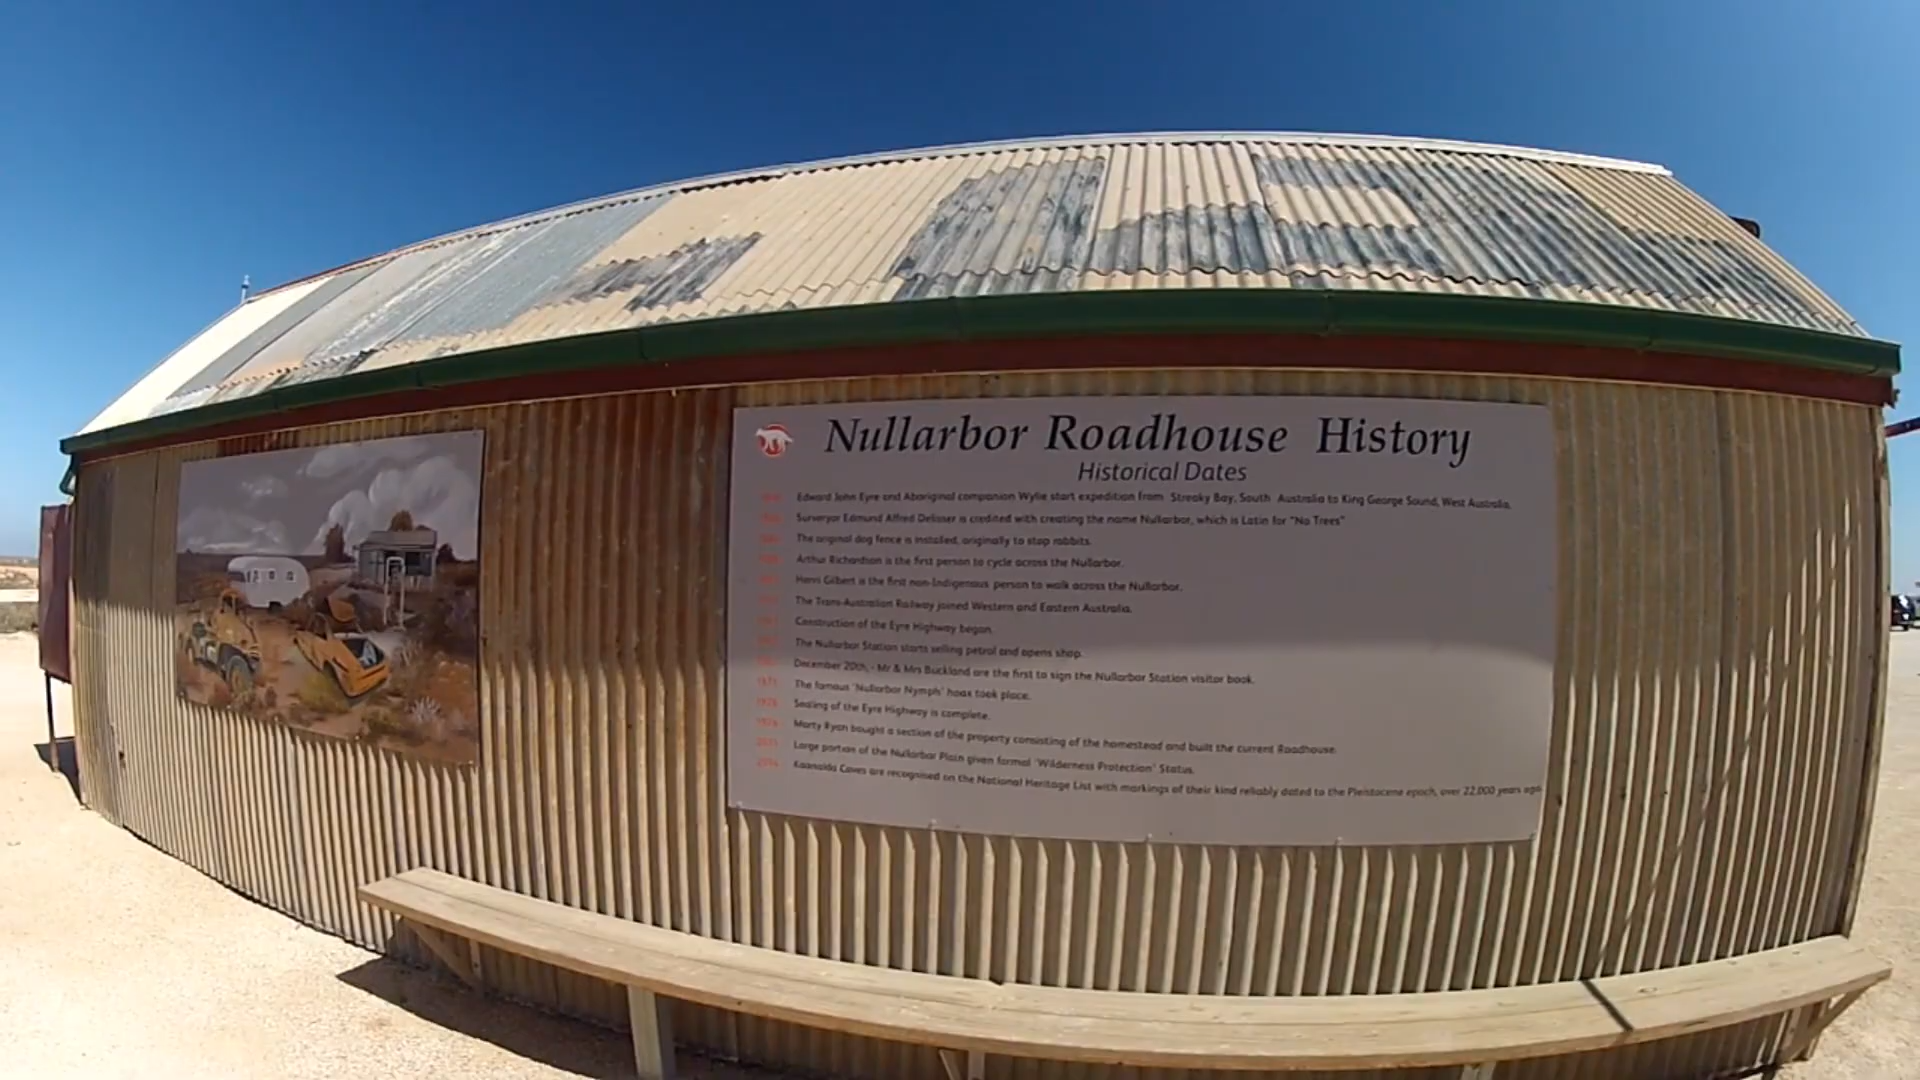 Nullarbor Roadhouse History
Historical Dates
Edward John Eyre and Aboriginal companion Wylie start expedition from Streaky Bay, South Australia to King George Sound, West Australia.
Surveryor Edmund Alfred Delisser is credited with creating the name Nullarbor, which is Latin for "No Trees"
The original dog fence is installed, originally to stop rabbits.
Arthur Richardson is the first person to cycle across the Nullarbor.
Henri Gilbert is the first non-Indigenous person to walk across the Nullarbor.
The Trans-Australian Railway joined Western and Eastern Australia.
Construction of the Eyre Highway began.
The Nullarbor Station starts selling petrol and opens shop.
December 20th, - Mr & Mrs Buckland are the first to sign the Nullarbor Station visitor book.
1971 The famous 'Nullarbor Nymph' hoax took place.
1976 Sealing of the Eyre Highway is complete.
Marty Ryan bought a section of the property consisting of the homestead and built the current Roadhouse.
Large portion of the Nullarbor Plain given formal 'Wilderness Protection' Status.
2014 Koonalda Caves are recognised on the National Heritage List with markings of their kind reliably dated to the Pleistocene epoch, over 22,000 years ago